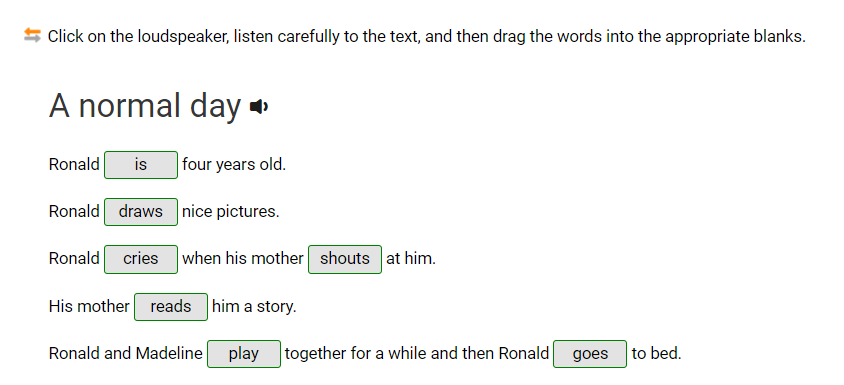 Click on the loudspeaker, listen carefully to the text, and then drag the words into the appropriate blanks.
A normal day
Ronald is four years old.
Ronald draws nice pictures.
Ronald cries when his mother shouts at him.
His mother reads him a story.
Ronald and Madeline play together for a while and then Ronald goes to bed.